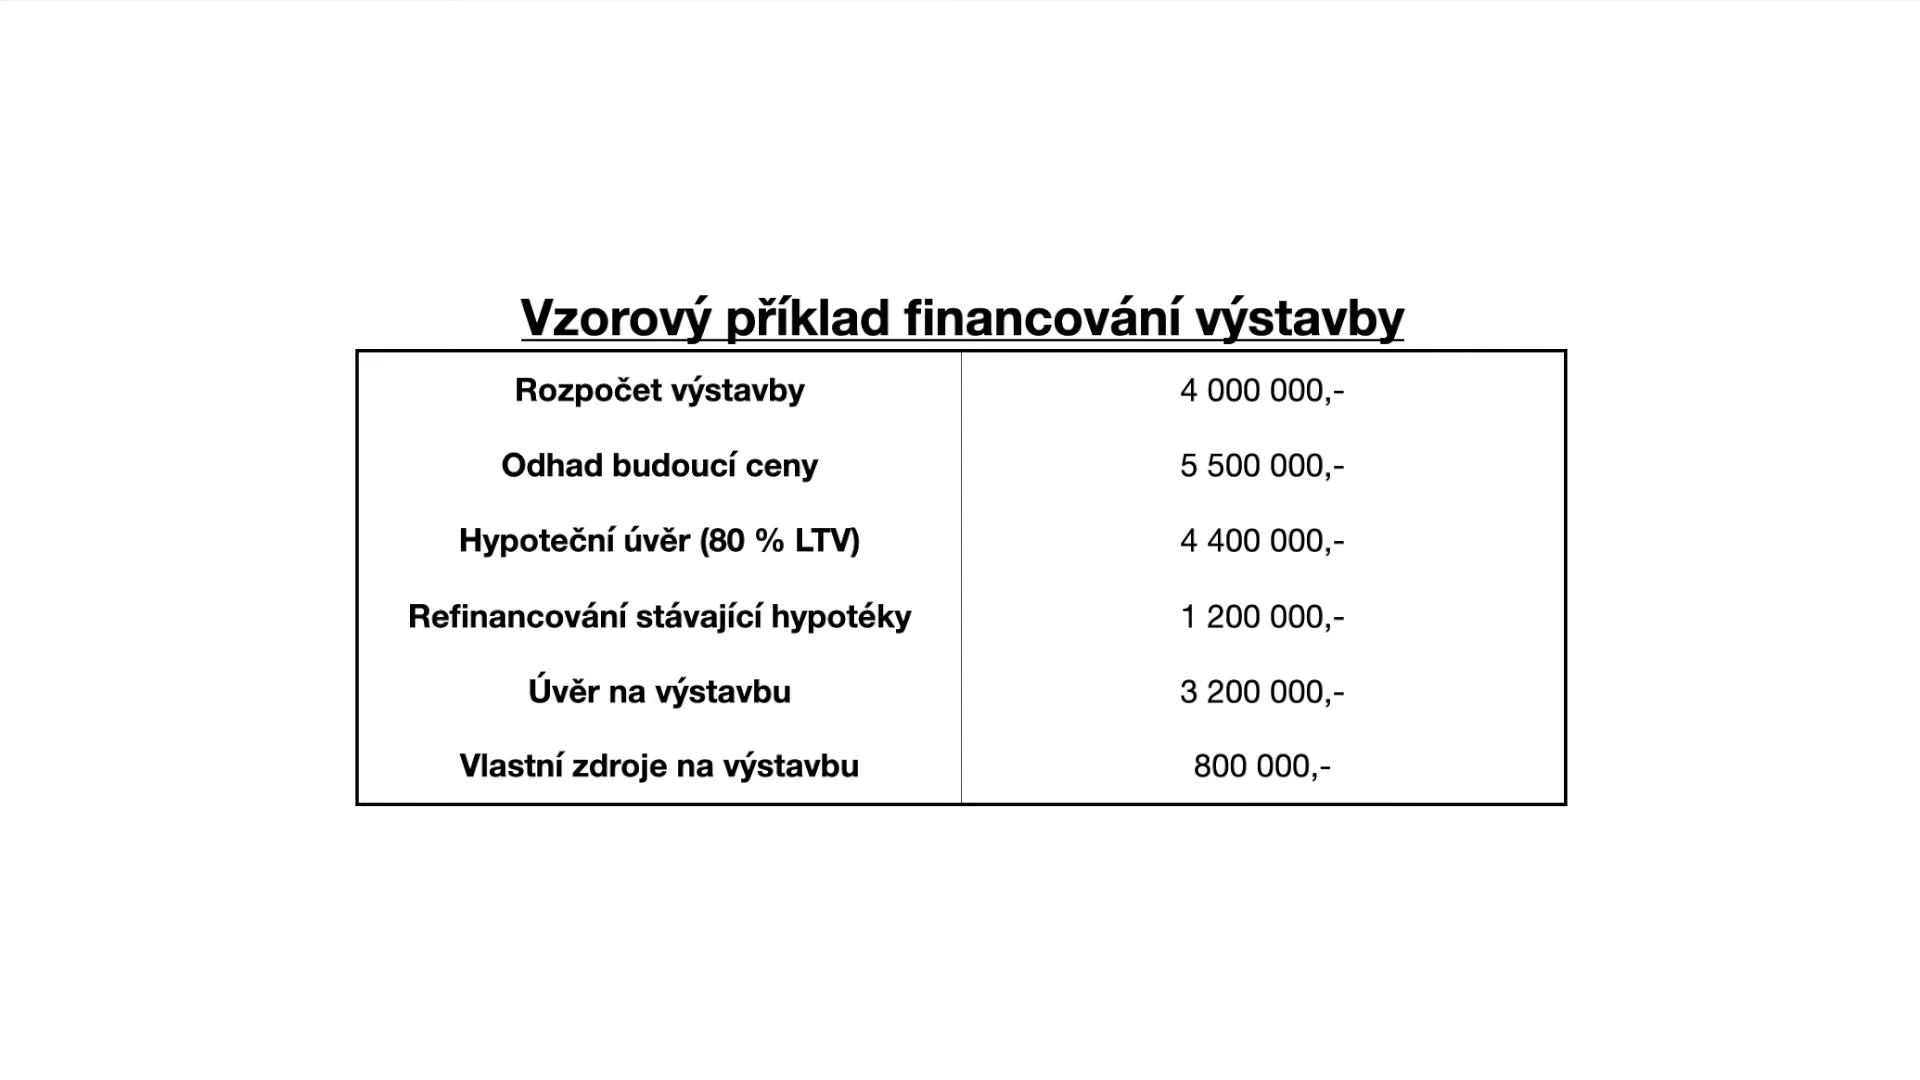 Vzorový příklad financování výstavby
Rozpočet výstavby 4 000 000,-
Odhad budoucí ceny 5 500 000,-
Hypoteční úvěr (80 % LTV) 4 400 000,-
Refinancování stávající hypotéky 1 200 000,-
Úvěr na výstavbu 3 200 000,-
Vlastní zdroje na výstavbu 800 000,-